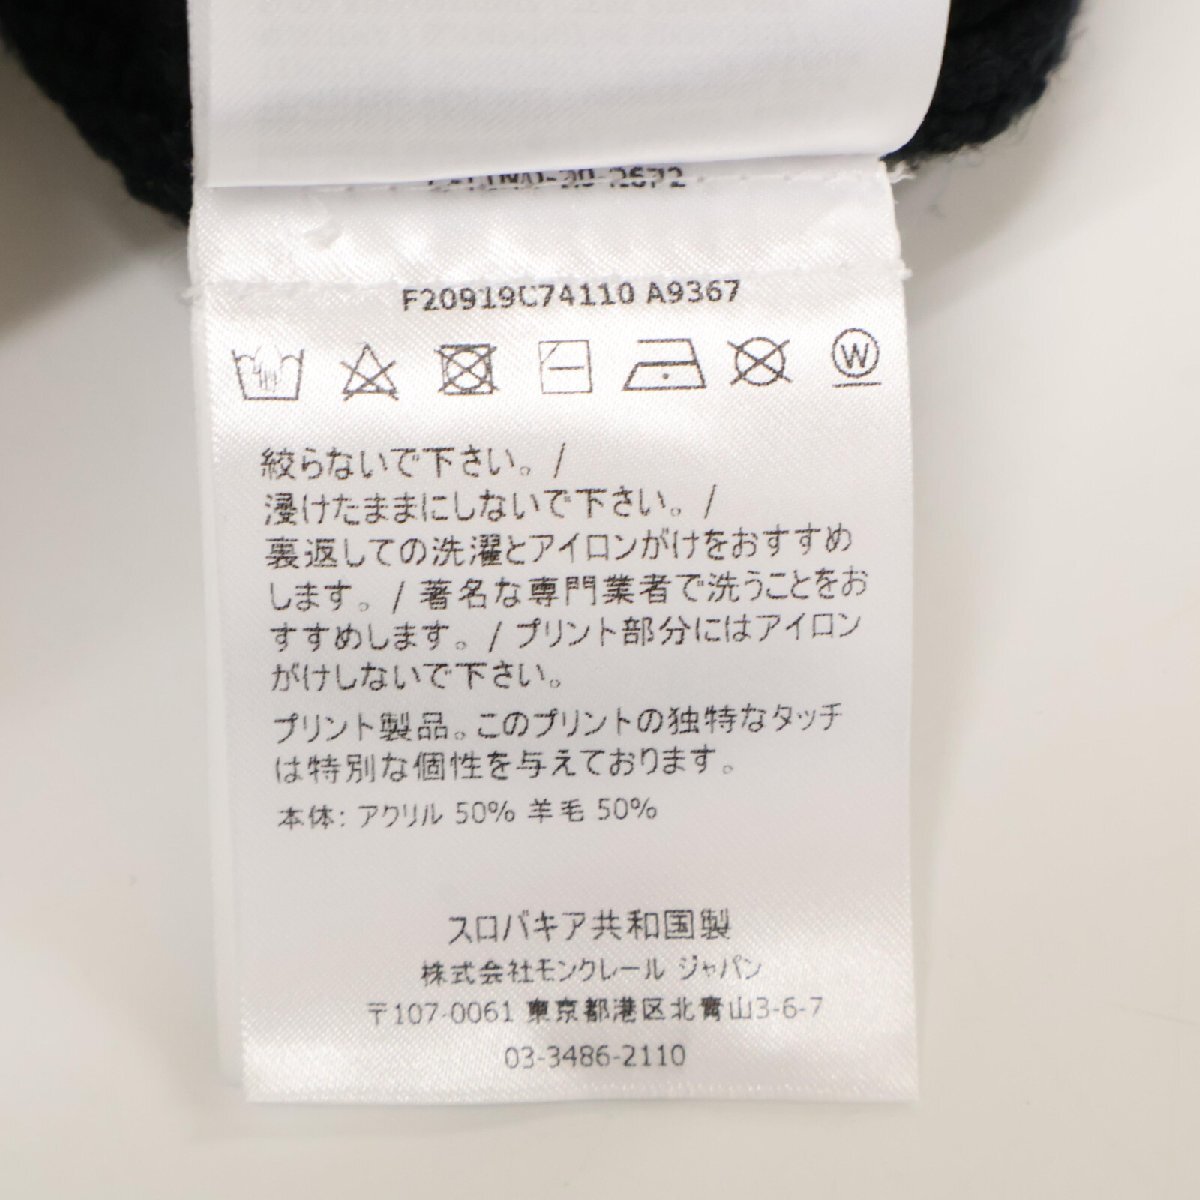 F20919C74110 A9367
W
絞らないで下さい。/
浸けたままにしないで下さい。/
裏返しての洗濯とアイロンがけをおすすめ
します。/ 著名な専門業者で洗うことをお
すすめします。/ プリント部分にはアイロン
がけしないで下さい。
プリント製品。このプリントの独特なタッチ
は特別な個性を与えております。
本体: アクリル 50% 羊毛 50%
スロバキア共和国製
株式会社モンクレール ジャパン
〒107-0061 東京都港区北青山3-6-7
03-3486-2110